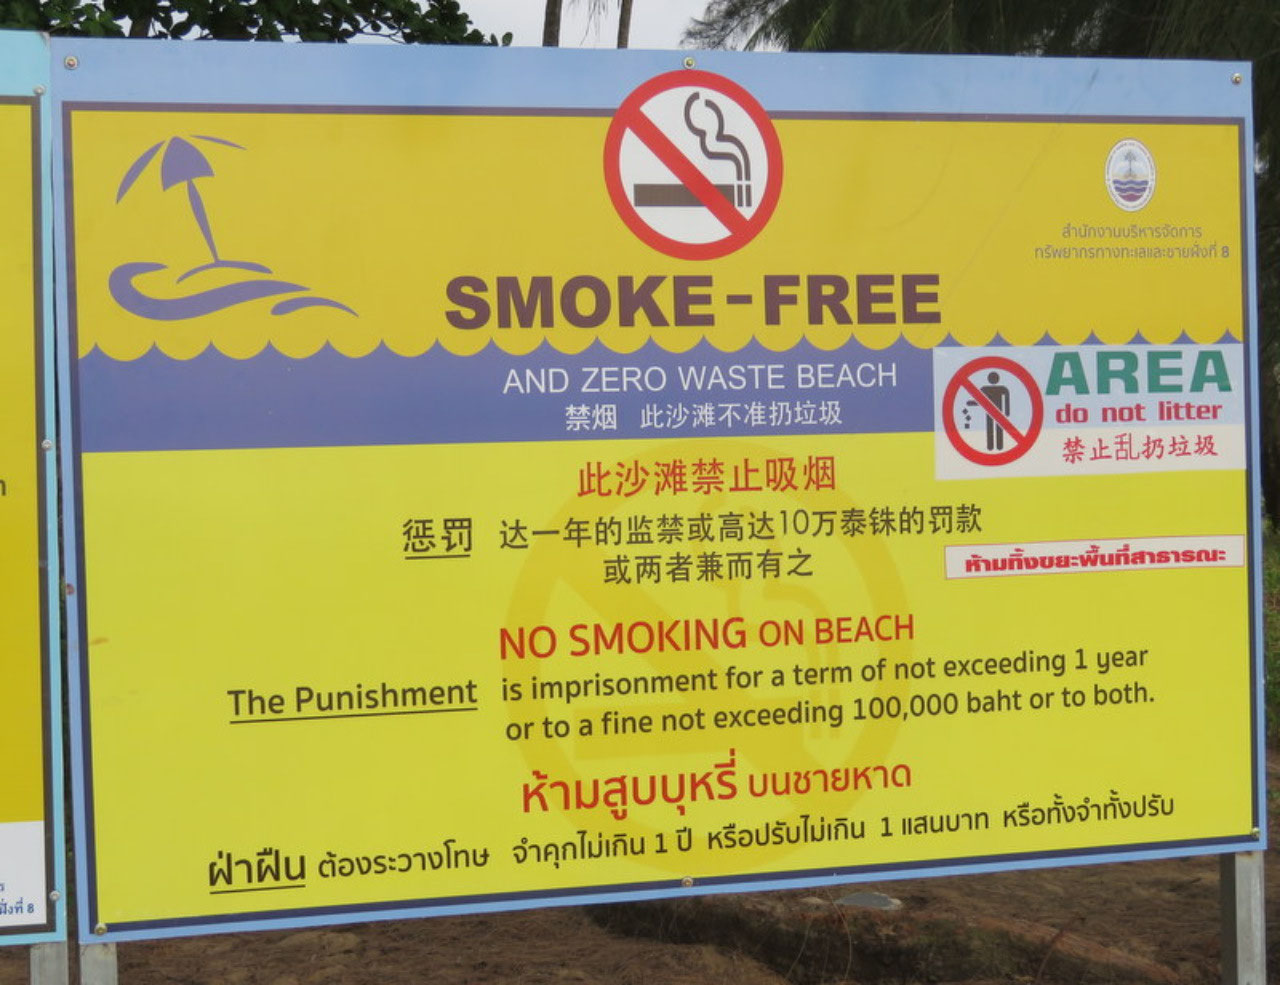 สำนักงานบริหารจัดการ
ทรัพยากรทางทะเลและชายฝั่งที่ 8
SMOKE-FREE
AND ZERO WASTE BEACH
禁烟 此沙滩不准扔垃圾
AREA
do not litter
禁止乱扔垃圾
此沙滩禁止吸烟
惩罚 达一年的监禁或高达10万泰铢的罚款
或两者兼而有之
ห้ามทิ้งขยะพื้นที่สาธารณะ
NO SMOKING ON BEACH
The Punishment is imprisonment for a term of not exceeding 1 year
or to a fine not exceeding 100,000 baht or to both.
ห้ามสูบบุหรี่ บนชายหาด
ฝ่าฝืน ต้องระวางโทษ จำคุกไม่เกิน 1 ปี หรือปรับไม่เกิน 1 แสนบาท หรือทั้งจำทั้งปรับ
ฝั่งที่ 8